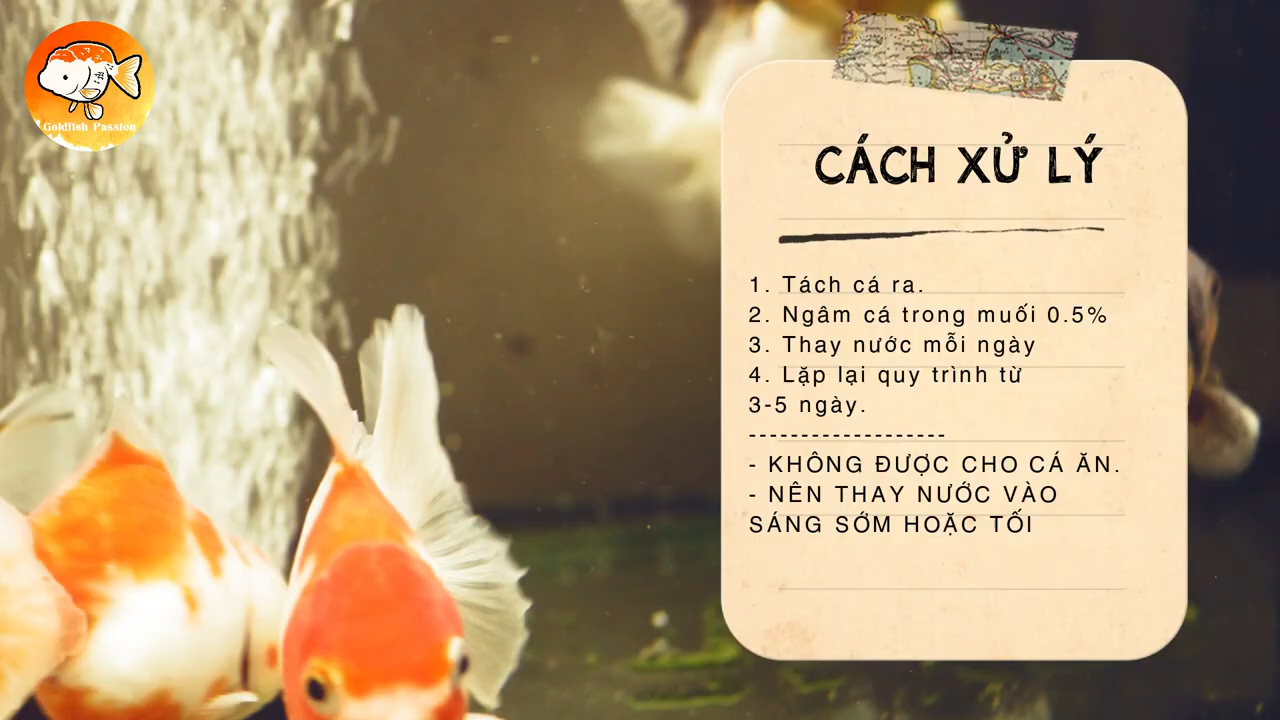 Goldfish Passion
CÁCH XỬ LÝ
1. Tách cá ra.
2. Ngâm cá trong muối 0.5%
3. Thay nước mỗi ngày
4. Lặp lại quy trình từ
3-5 ngày.
-------------------
- KHÔNG ĐƯỢC CHO CÁ ĂN.
- NÊN THAY NƯỚC VÀO
SÁNG SỚM HOẶC TỐI